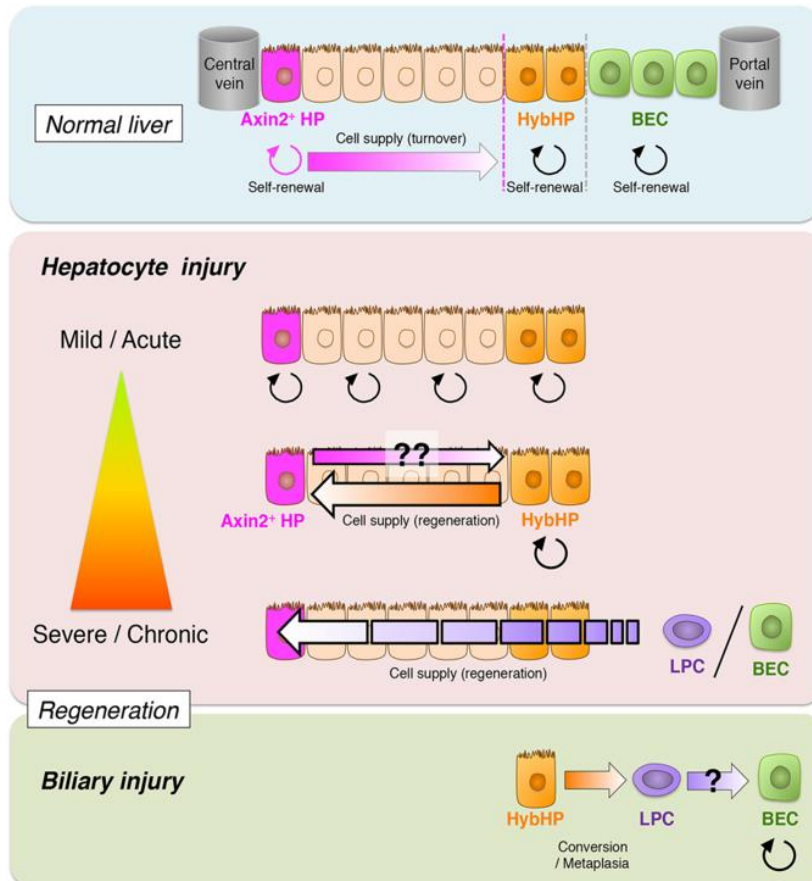 Central
vein
Portal
vein
Normal liver
Axin2⁺ HP
HybHP
BEC
Cell supply (turnover)
Self-renewal
Self-renewal
Self-renewal
Hepatocyte injury
Mild / Acute
??
Axin2⁺ HP
Cell supply (regeneration)
HybHP
Severe / Chronic
Cell supply (regeneration)
LPC
/
BEC
Regeneration
Biliary injury
?
HybHP
LPC
BEC
Conversion
/ Metaplasia